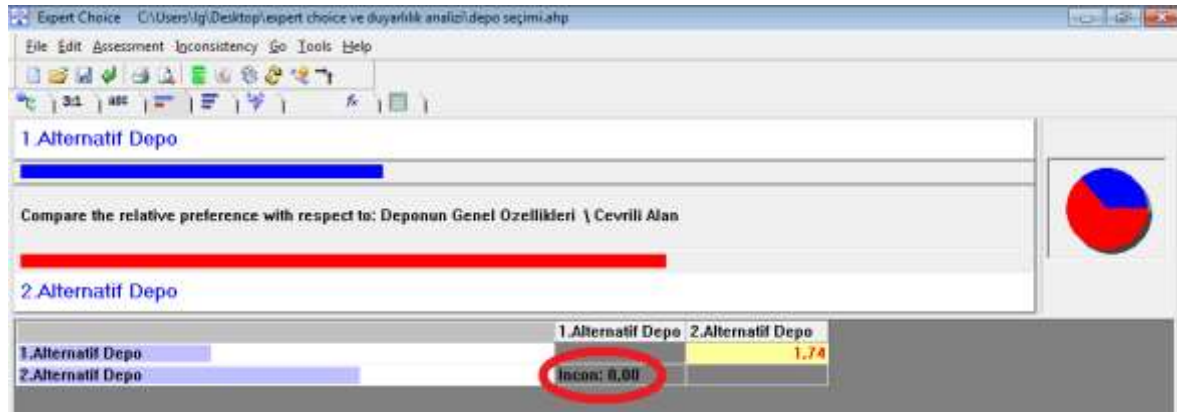 Expert Choice C:\Users\lg\Desktop\expert choice ve duyarlılık analizi\depo seçimi.ahp
File Edit Assessment Inconsistency Go Tools Help
3:1 ABC
1.Alternatif Depo
Compare the relative preference with respect to: Deponun Genel Ozellikleri \ Cevrili Alan
2.Alternatif Depo
1.Alternatif Depo 2.Alternatif Depo
1.Alternatif Depo 1,74
2.Alternatif Depo Incon: 0,00